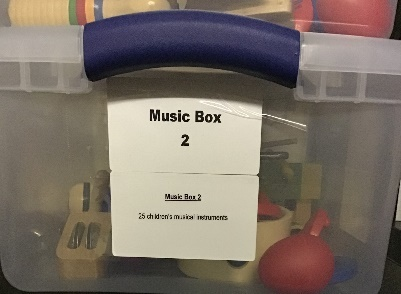 Music Box
2
Music Box 2
25 children's musical instruments